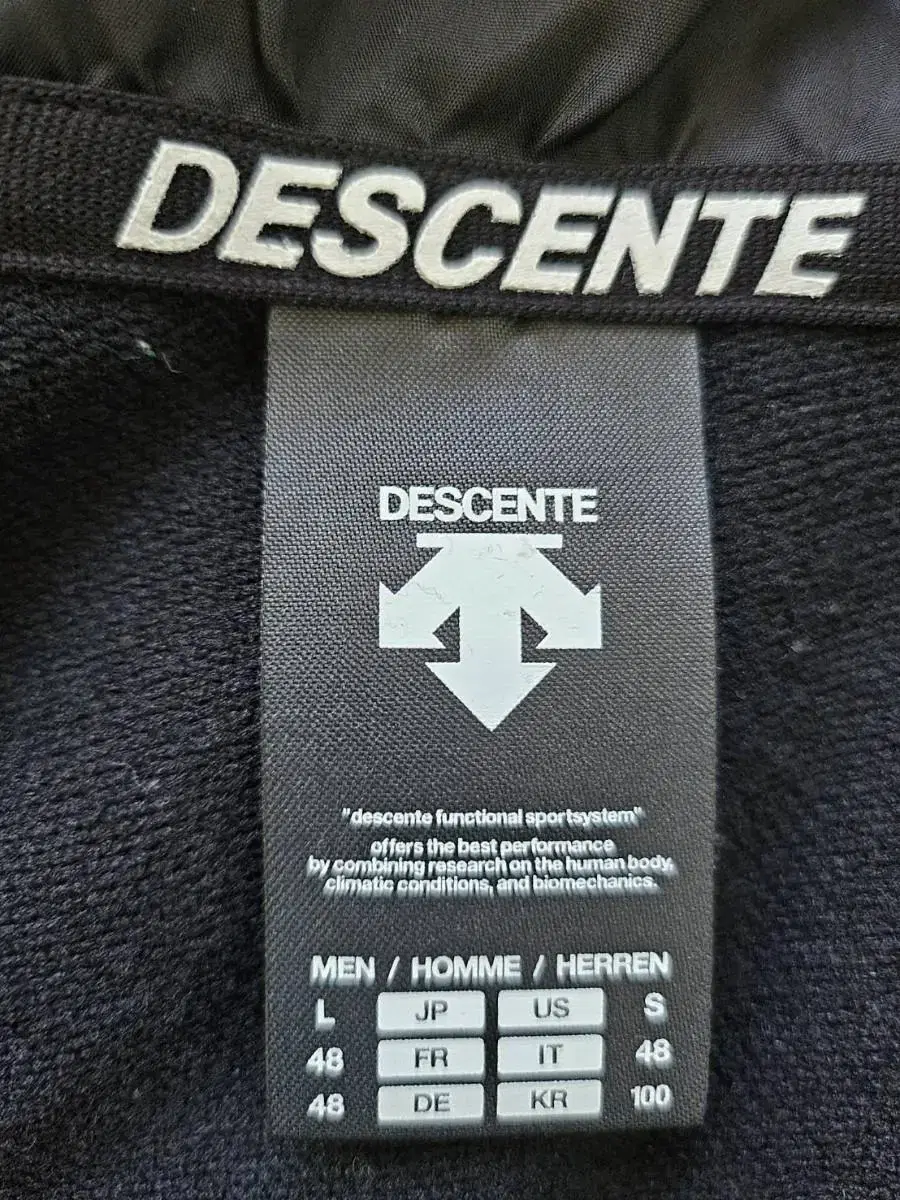 DESCENTE
DESCENTE
"descente functional sportsystem"
offers the best performance
by combining research on the human body,
climatic conditions, and biomechanics.
MEN / HOMME / HERREN
L JP US S
48 FR IT 48
48 DE KR 100